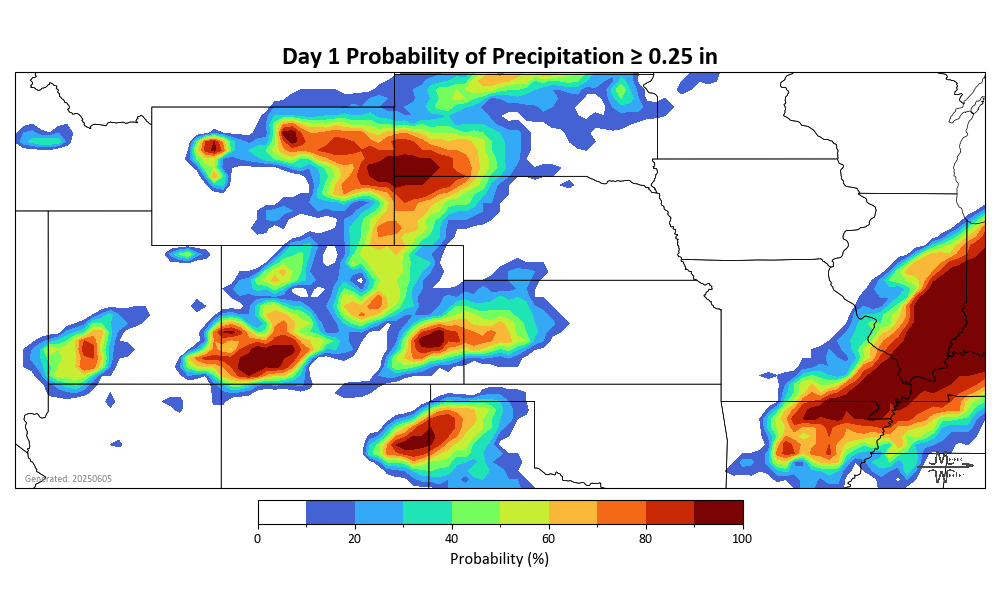 Day 1 Probability of Precipitation ≥ 0.25 in
Generated: 20250605
0 20 40 60 80 100
Probability (%)